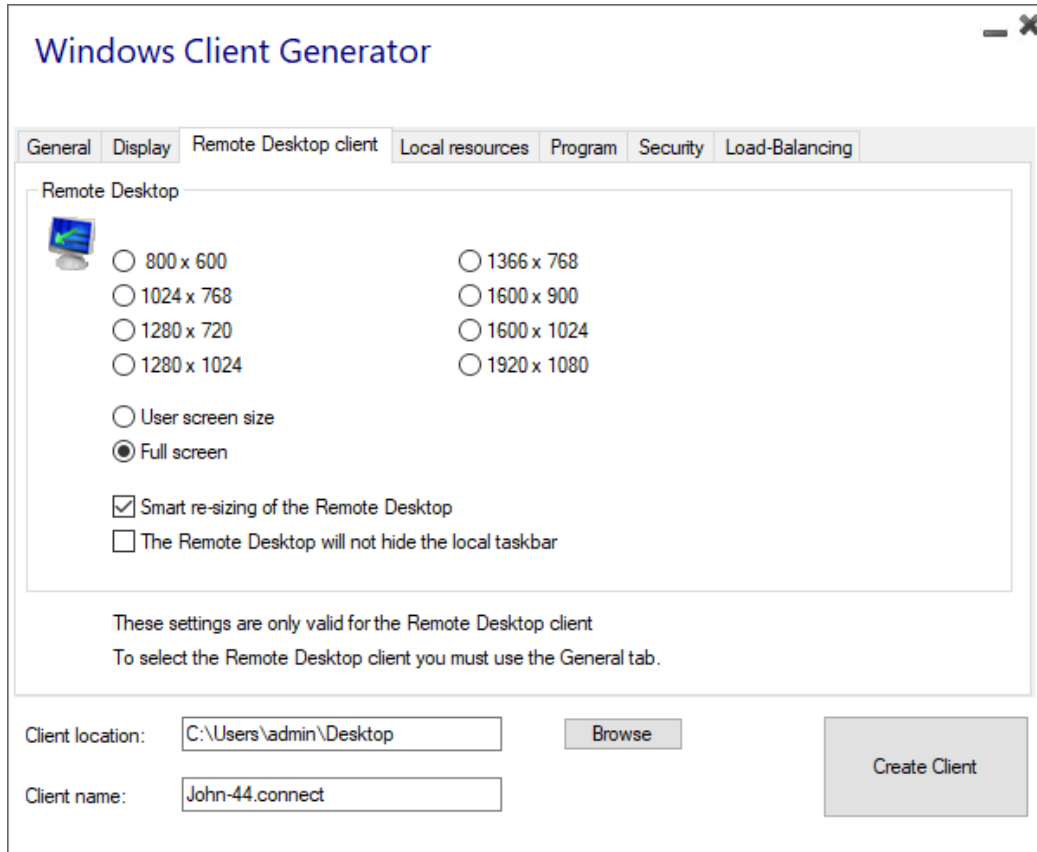 Windows Client Generator
General Display Remote Desktop client Local resources Program Security Load-Balancing
Remote Desktop
800 x 600 1366 x 768
1024 x 768 1600 x 900
1280 x 720 1600 x 1024
1280 x 1024 1920 x 1080
User screen size
Full screen
Smart re-sizing of the Remote Desktop
The Remote Desktop will not hide the local taskbar
These settings are only valid for the Remote Desktop client
To select the Remote Desktop client you must use the General tab.
Client location: C:\Users\admin\Desktop Browse
Create Client
Client name: John-44.connect